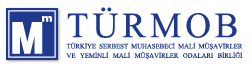 Mm
TÜRMOB
TÜRKİYE SERBEST MUHASEBECİ MALİ MÜŞAVİRLER
VE YEMİNLİ MALİ MÜŞAVİRLER ODALARI BİRLİĞİ